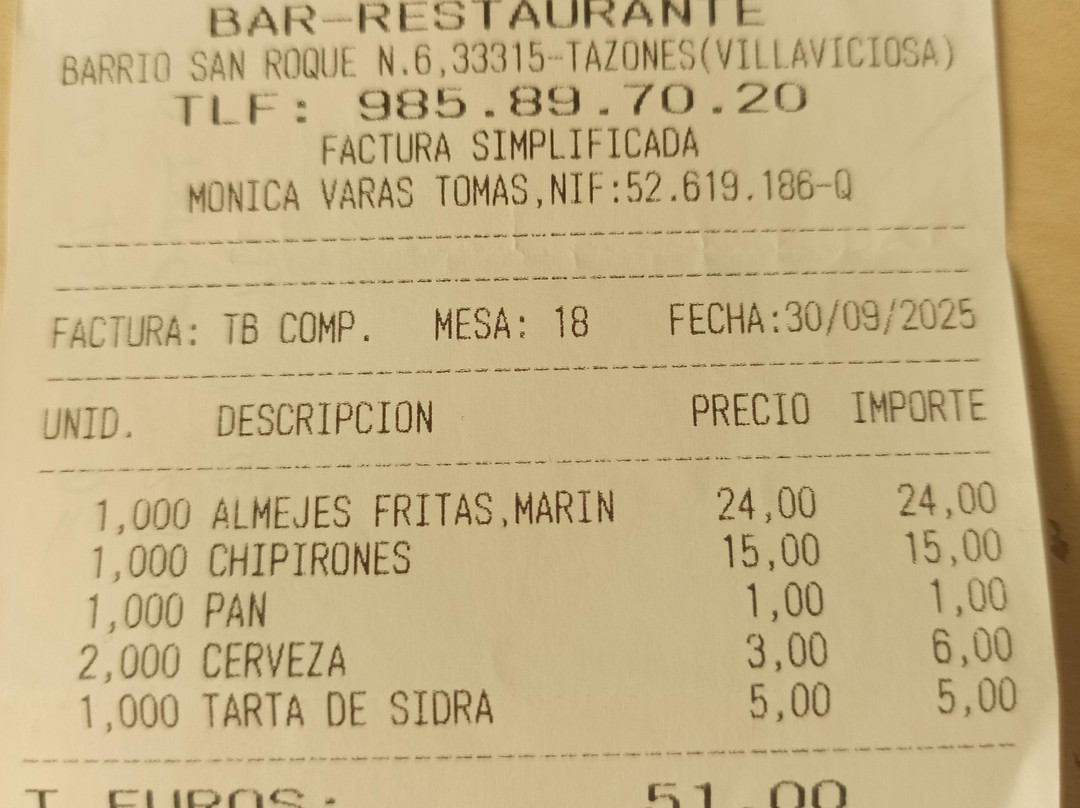 BAR-RESTAURANTE
BARRIO SAN ROQUE N.6,33315-TAZONES(VILLAVICIOSA)
TLF: 985.89.70.20
FACTURA SIMPLIFICADA
MONICA VARAS TOMAS,NIF:52.619.186-Q
FACTURA: TB COMP. MESA: 18 FECHA:30/09/2025
UNID. DESCRIPCION PRECIO IMPORTE
1,000 ALMEJES FRITAS,MARIN 24,00 24,00
1,000 CHIPIRONES 15,00 15,00
1,000 PAN 1,00 1,00
2,000 CERVEZA 3,00 6,00
1,000 TARTA DE SIDRA 5,00 5,00
T. EUROS: 51.00